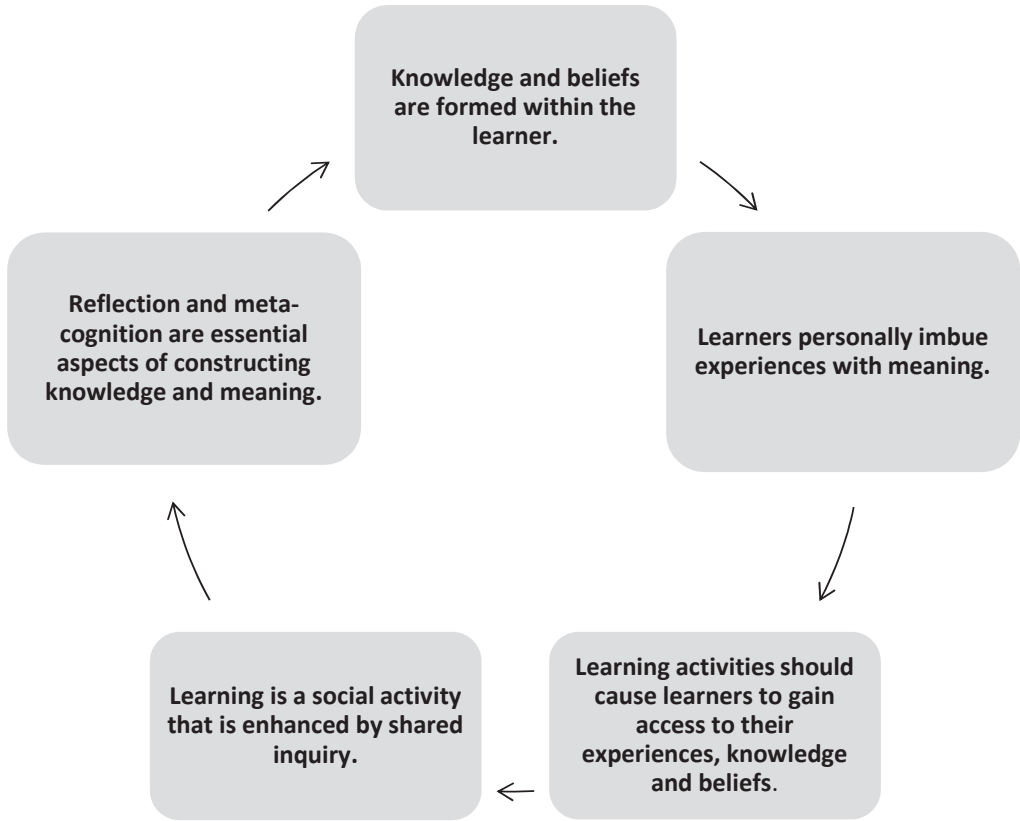 Knowledge and beliefs
are formed within the
learner.
Learners personally imbue
experiences with meaning.
Learning activities should
cause learners to gain
access to their
experiences, knowledge
and beliefs.
Learning is a social activity
that is enhanced by shared
inquiry.
Reflection and meta-
cognition are essential
aspects of constructing
knowledge and meaning.